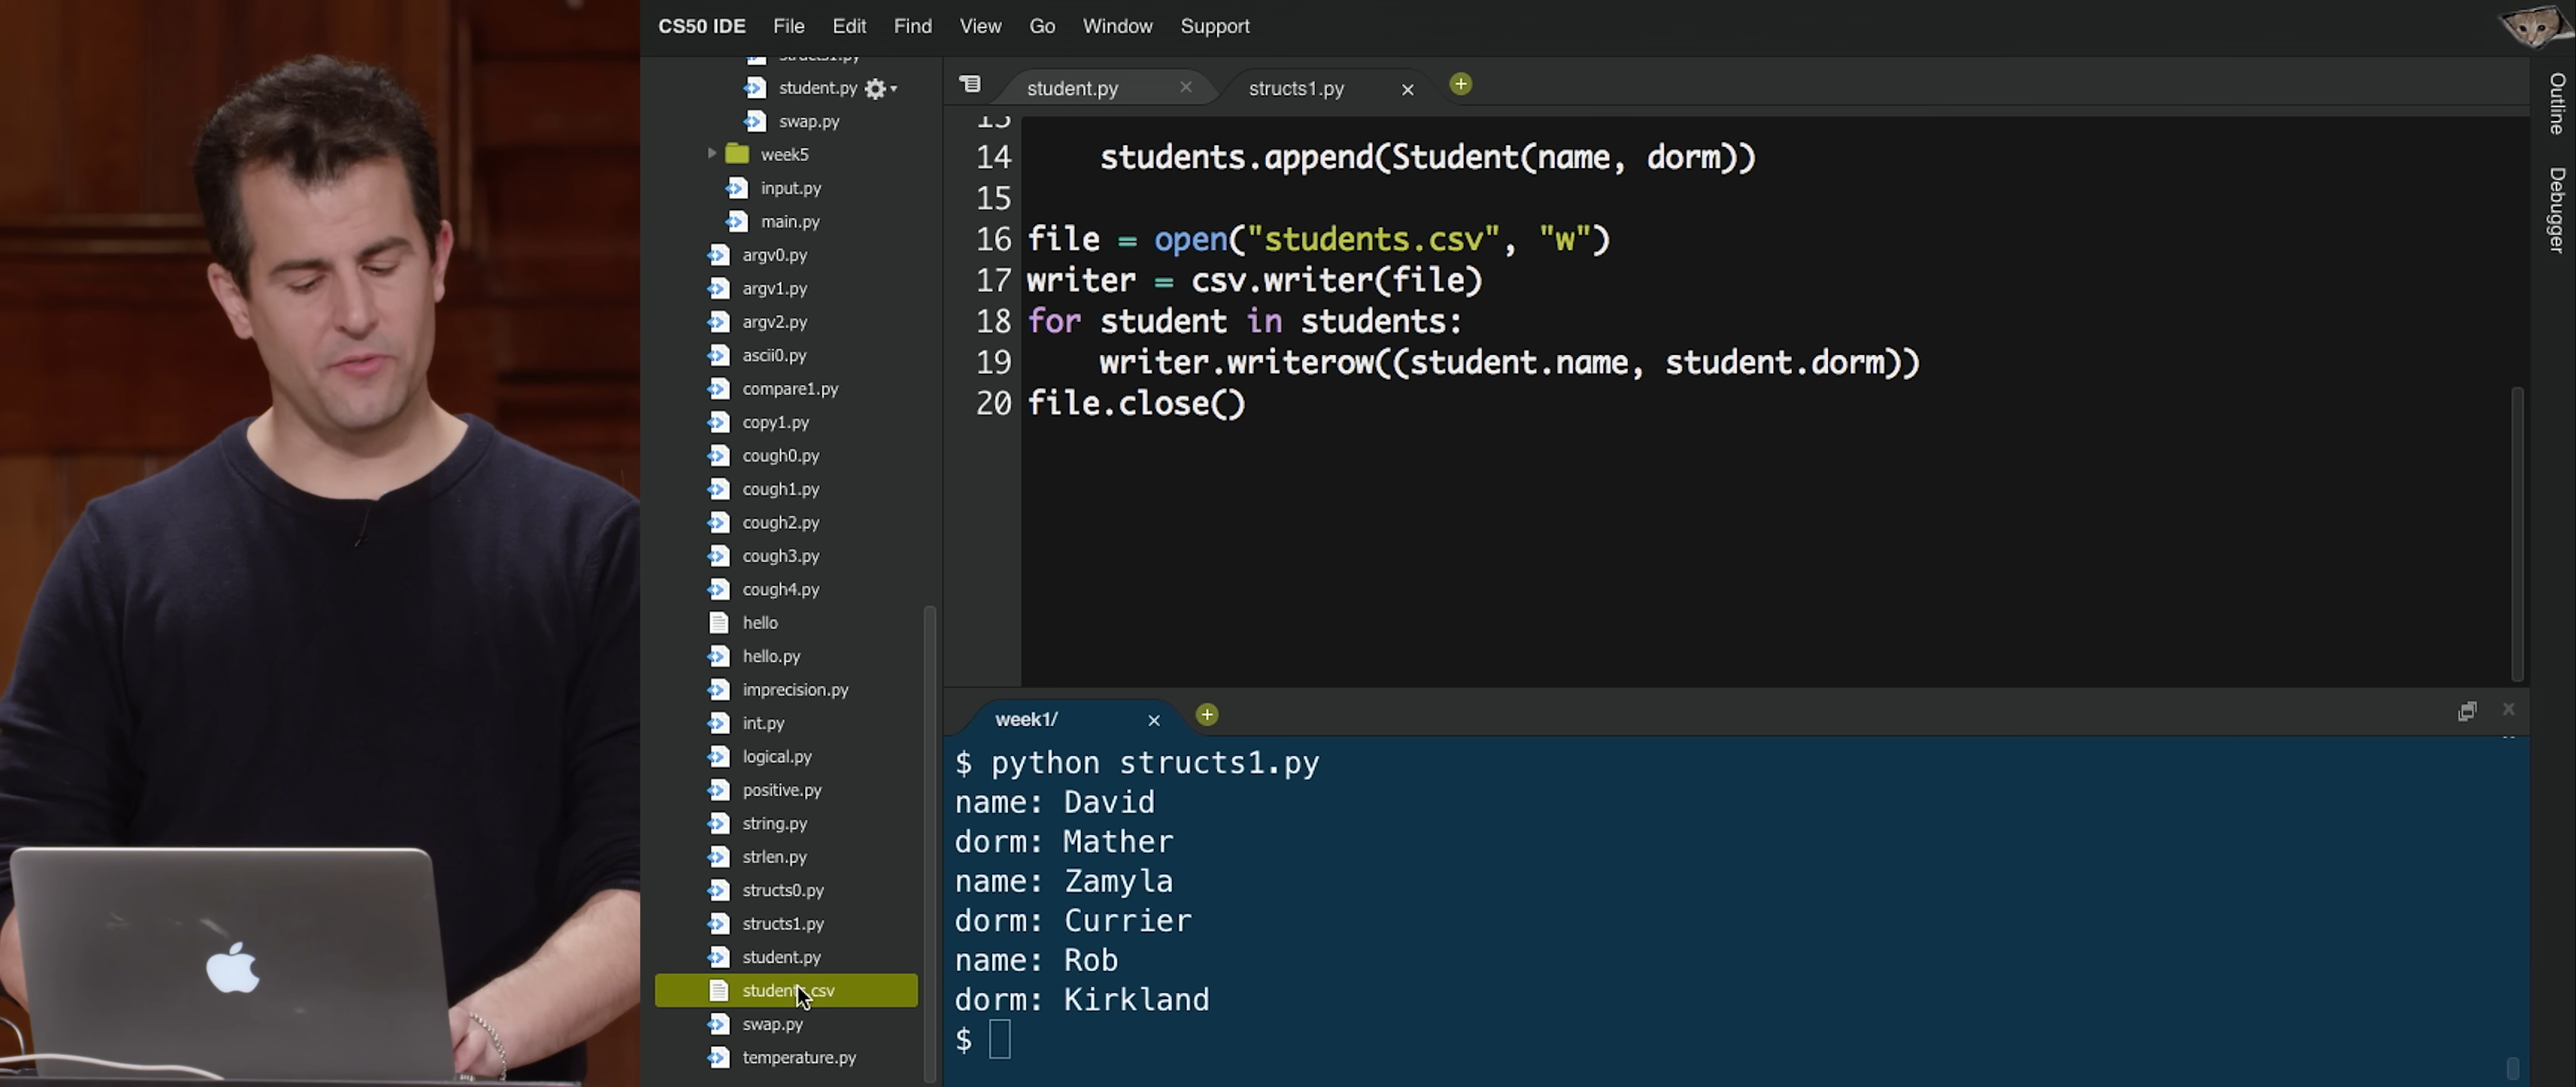 CS50 IDE File Edit Find View Go Window Support
structs1.py
student.py
swap.py
week5
input.py
main.py
argv0.py
argv1.py
argv2.py
ascii0.py
compare1.py
copy1.py
cough0.py
cough1.py
cough2.py
cough3.py
cough4.py
hello
hello.py
imprecision.py
int.py
logical.py
positive.py
string.py
strlen.py
structs0.py
structs1.py
student.py
students.csv
swap.py
temperature.py
student.py structs1.py
13
14 students.append(Student(name, dorm))
15
16 file = open("students.csv", "w")
17 writer = csv.writer(file)
18 for student in students:
19 writer.writerow((student.name, student.dorm))
20 file.close()
week1/
$ python structs1.py
name: David
dorm: Mather
name: Zamyla
dorm: Currier
name: Rob
dorm: Kirkland
$
Outline
Debugger